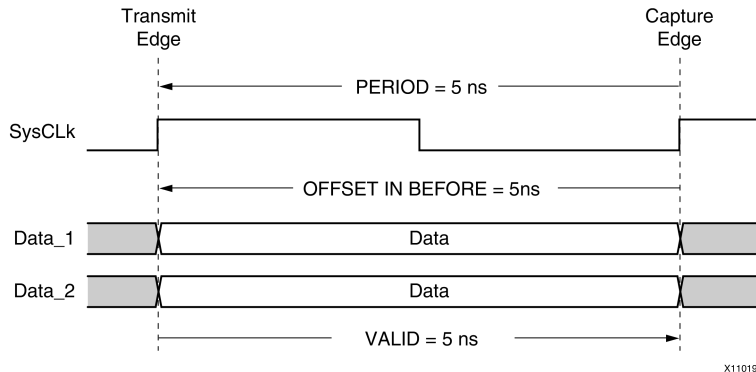 Transmit
Edge
Capture
Edge
PERIOD = 5 ns
SysCLk
OFFSET IN BEFORE = 5ns
Data_1
Data
Data_2
Data
VALID = 5 ns
X11019